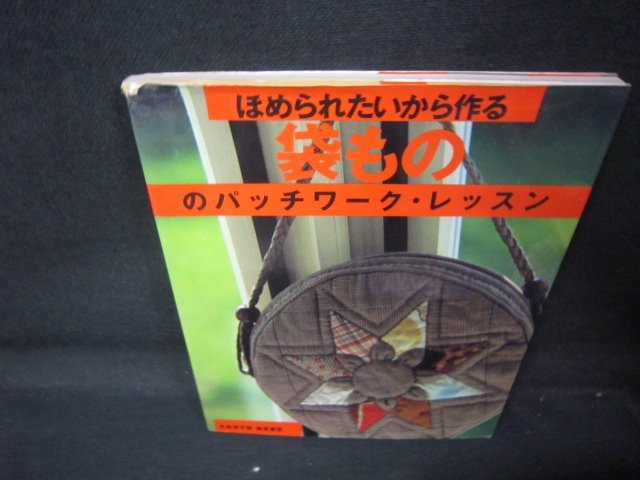 ほめられたいから作る
袋もの
のパッチワーク・レッスン